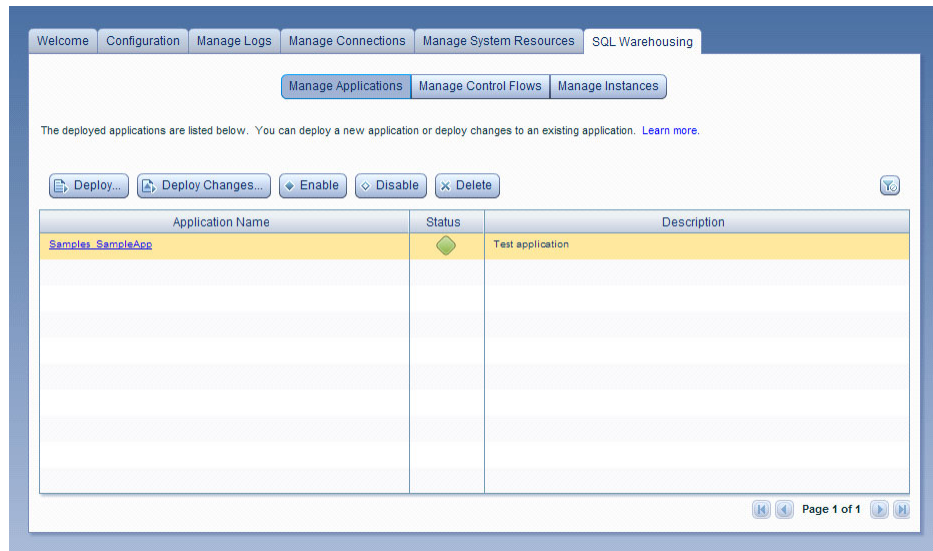 Welcome Configuration Manage Logs Manage Connections Manage System Resources SQL Warehousing
Manage Applications Manage Control Flows Manage Instances
The deployed applications are listed below. You can deploy a new application or deploy changes to an existing application. Learn more.
Deploy... Deploy Changes... Enable Disable Delete
Application Name Status Description
Samples_SampleApp Test application
Page 1 of 1